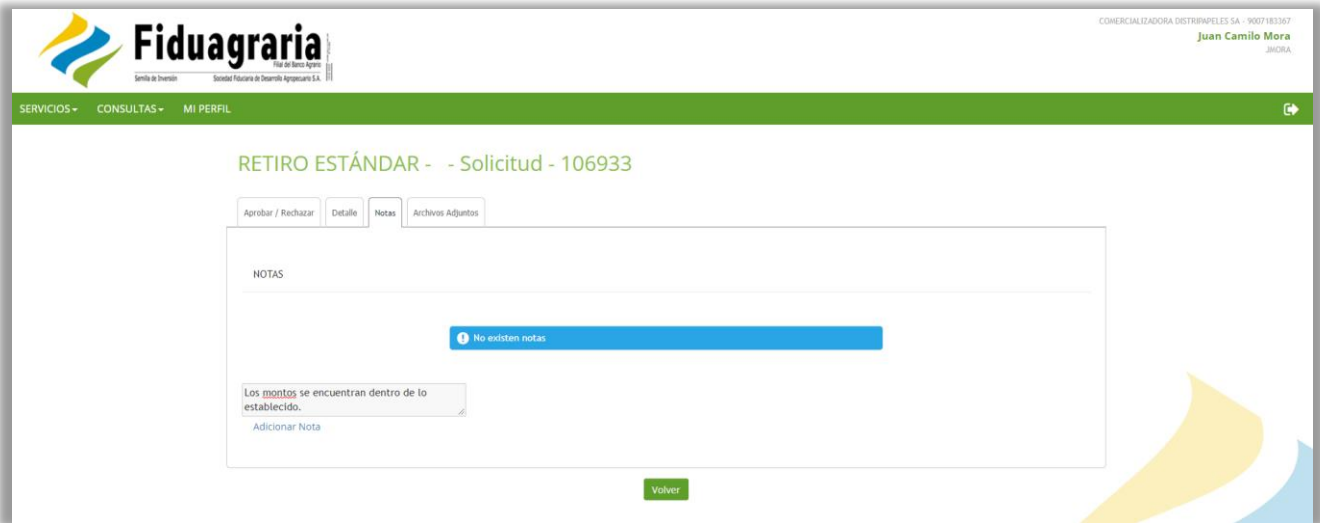 COMERCIALIZADORA DISTRIPAPELES SA - 9007183367
Juan Camilo Mora
JMORA
Fiduagraria
Filial del Banco Agrario
Semilla de Inversión
Sociedad Fiduciaria de Desarrollo Agropecuario S.A.
SERVICIOS
CONSULTAS
MI PERFIL
RETIRO ESTÁNDAR - - Solicitud - 106933
Aprobar / Rechazar
Detalle
Notas
Archivos Adjuntos
NOTAS
No existen notas
Los montos se encuentran dentro de lo
establecido.
Adicionar Nota
Volver